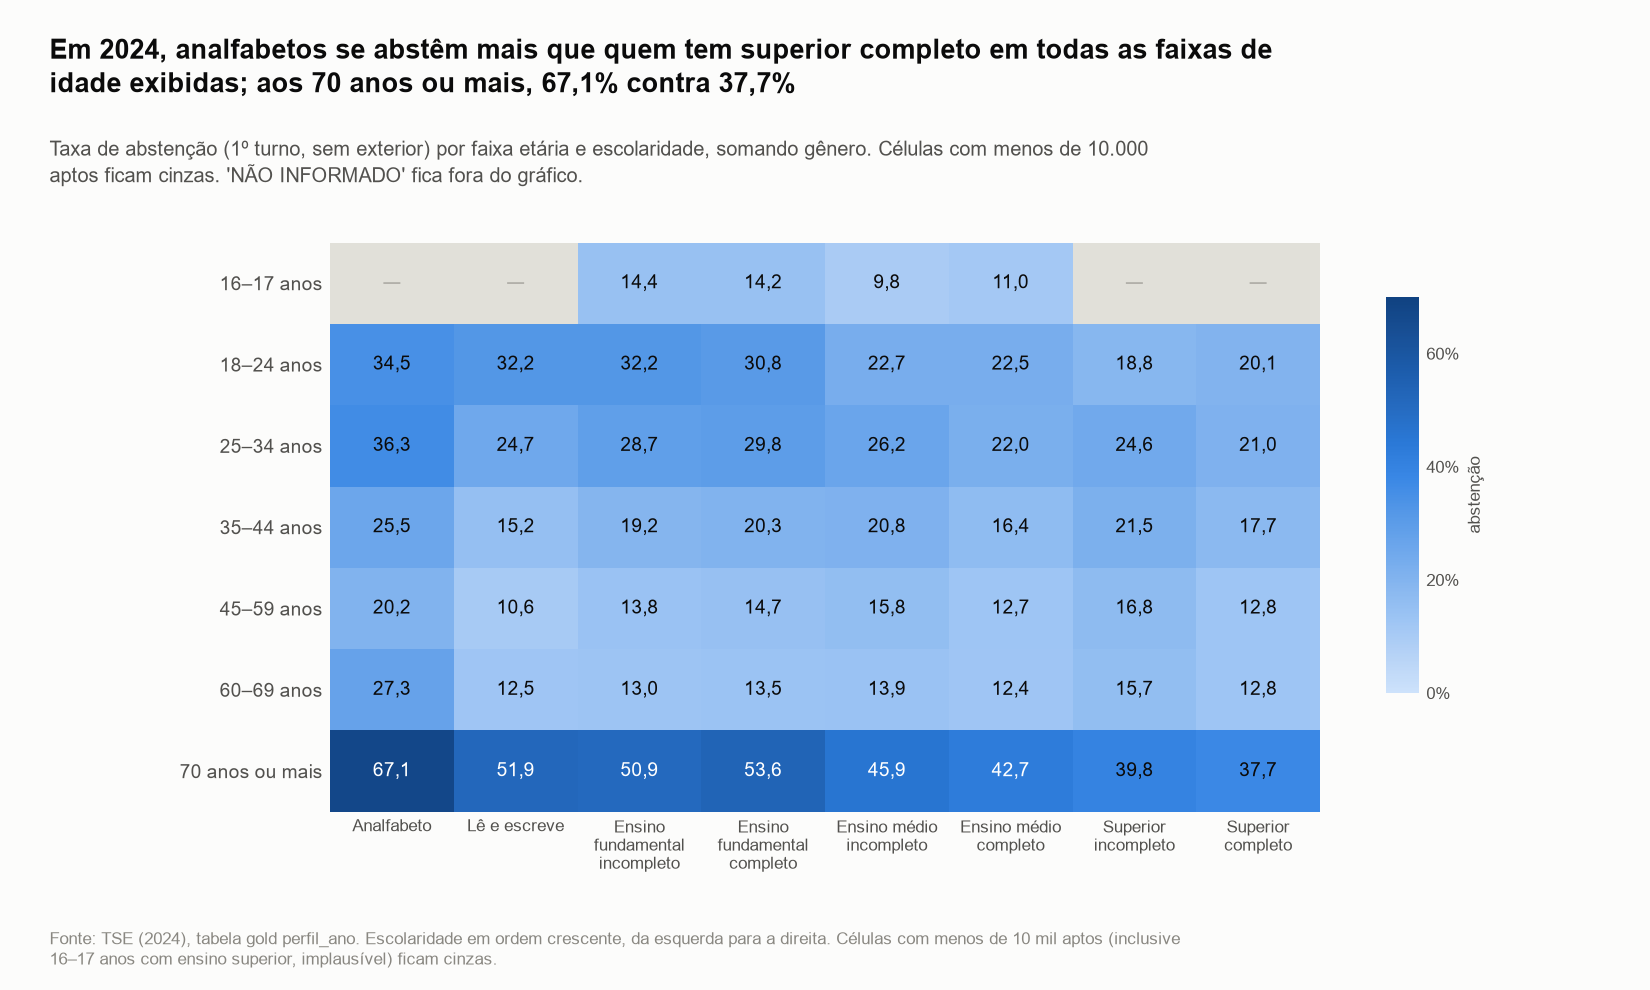 Em 2024, analfabetos se abstêm mais que quem tem superior completo em todas as faixas de
idade exibidas; aos 70 anos ou mais, 67,1% contra 37,7%
Taxa de abstenção (1º turno, sem exterior) por faixa etária e escolaridade, somando gênero. Células com menos de 10.000
aptos ficam cinzas. 'NÃO INFORMADO' fica fora do gráfico.
16–17 anos — — 14,4 14,2 9,8 11,0 — —
18–24 anos 34,5 32,2 32,2 30,8 22,7 22,5 18,8 20,1
25–34 anos 36,3 24,7 28,7 29,8 26,2 22,0 24,6 21,0
35–44 anos 25,5 15,2 19,2 20,3 20,8 16,4 21,5 17,7
45–59 anos 20,2 10,6 13,8 14,7 15,8 12,7 16,8 12,8
60–69 anos 27,3 12,5 13,0 13,5 13,9 12,4 15,7 12,8
70 anos ou mais 67,1 51,9 50,9 53,6 45,9 42,7 39,8 37,7
Analfabeto
Lê e escreve
Ensino
fundamental
incompleto
Ensino
fundamental
completo
Ensino médio
incompleto
Ensino médio
completo
Superior
incompleto
Superior
completo
60%
40%
20%
0%
abstenção
Fonte: TSE (2024), tabela gold perfil_ano. Escolaridade em ordem crescente, da esquerda para a direita. Células com menos de 10 mil aptos (inclusive
16–17 anos com ensino superior, implausível) ficam cinzas.